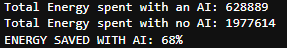 Total Energy spent with an AI: 628889
Total Energy spent with no AI: 1977614
ENERGY SAVED WITH AI: 68%